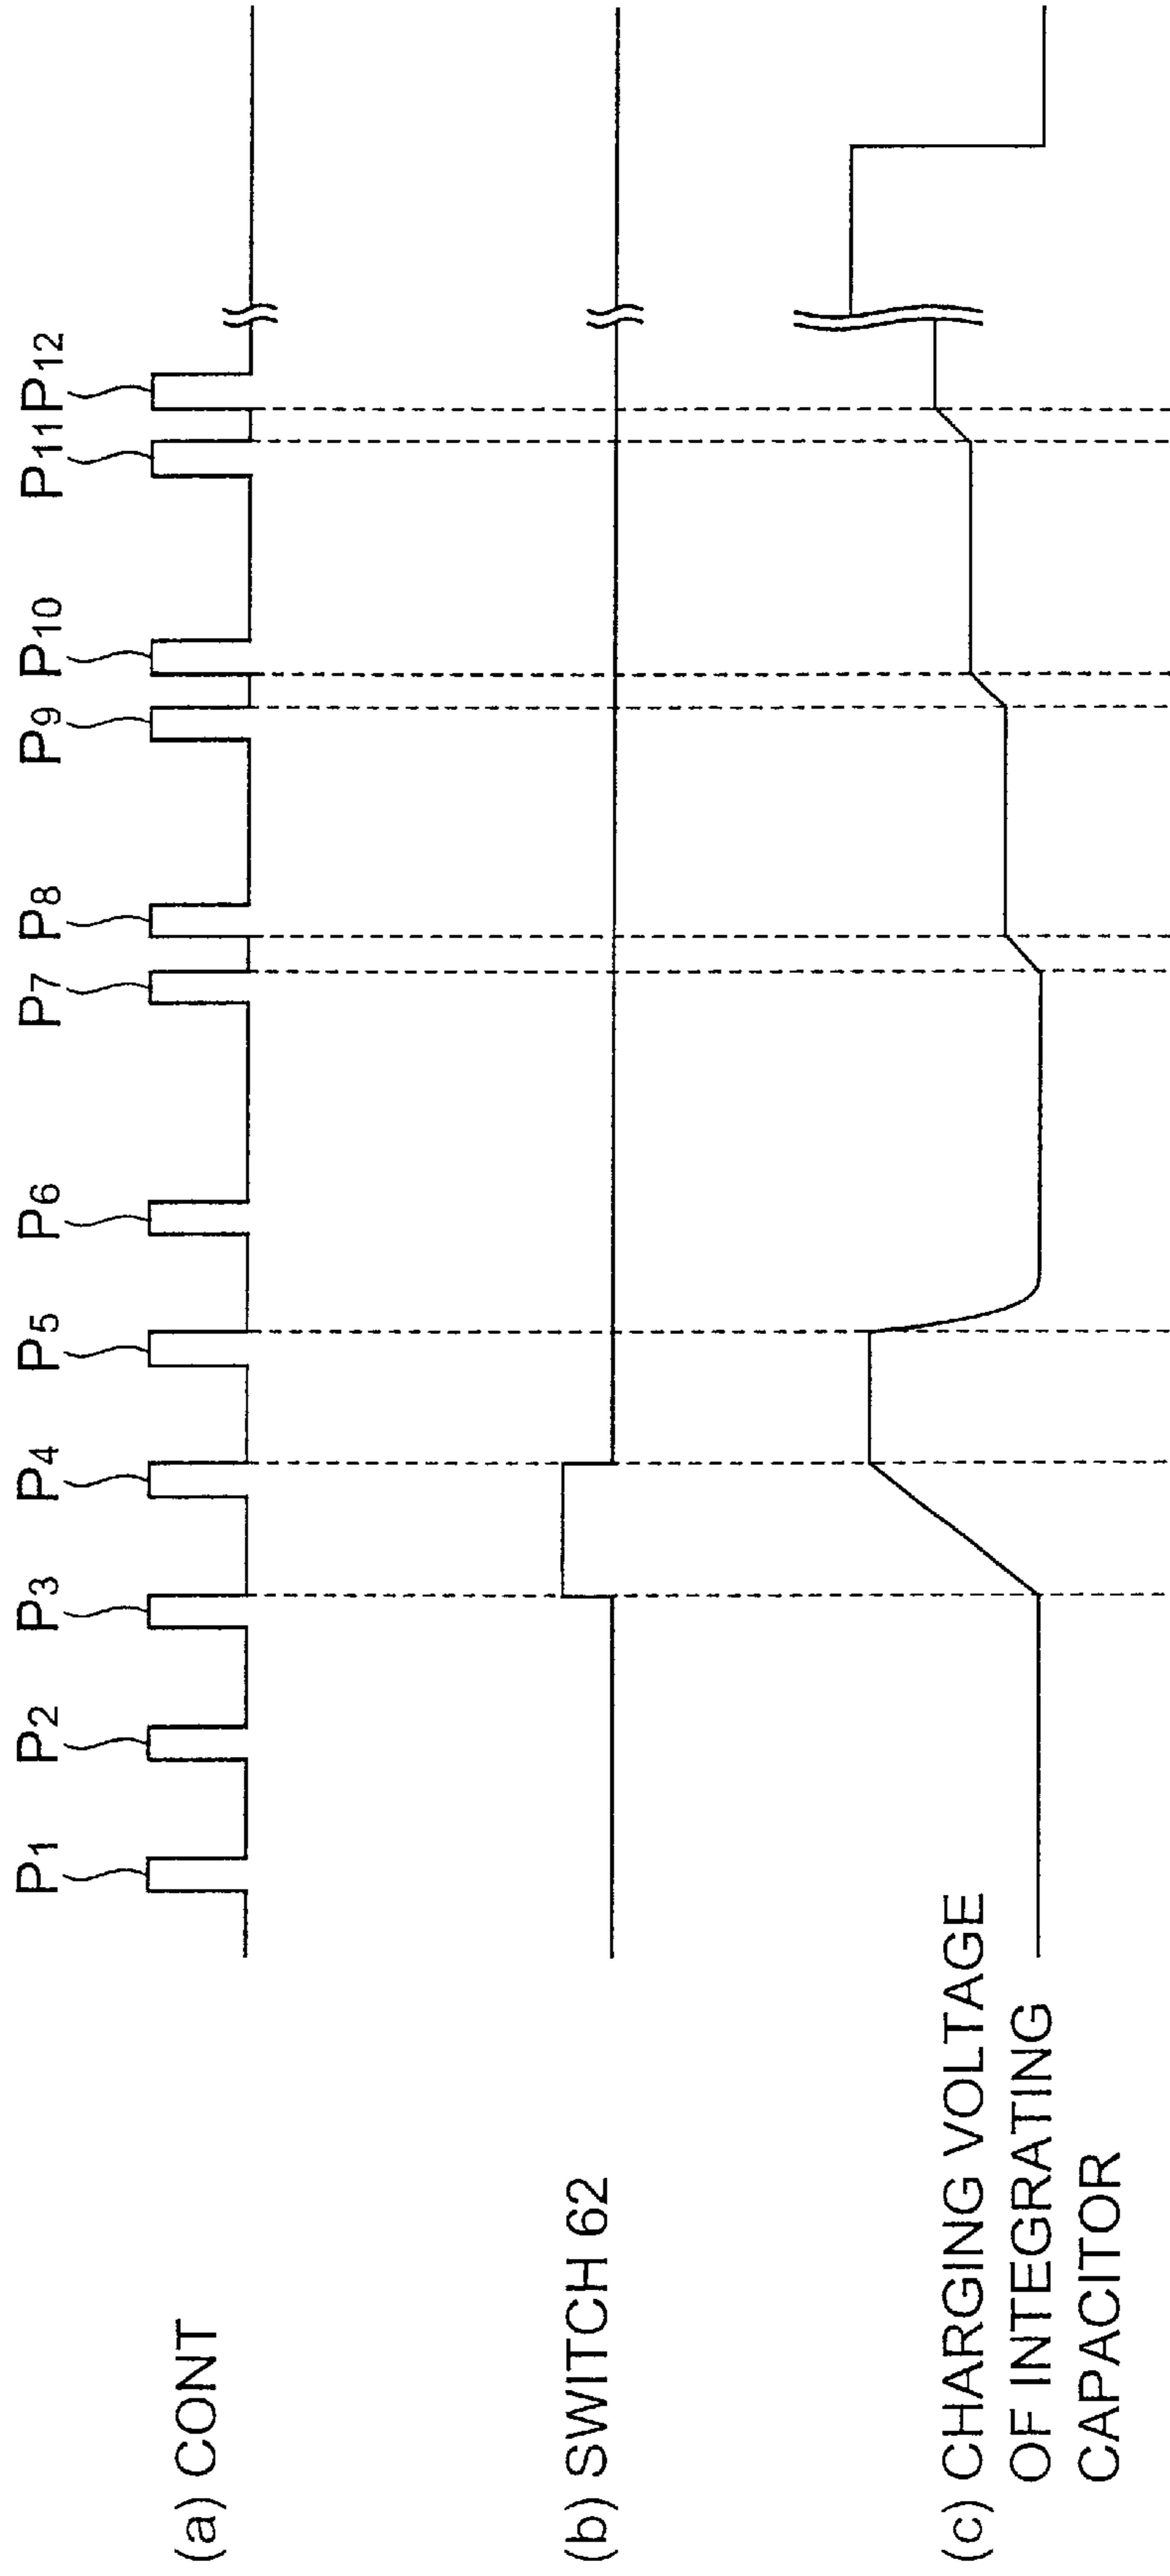 P1 P2 P3 P4 P5 P6 P7 P8 P9 P10 P11 P12
(a) CONT
(b) SWITCH 62
(c) CHARGING VOLTAGE
OF INTEGRATING
CAPACITOR